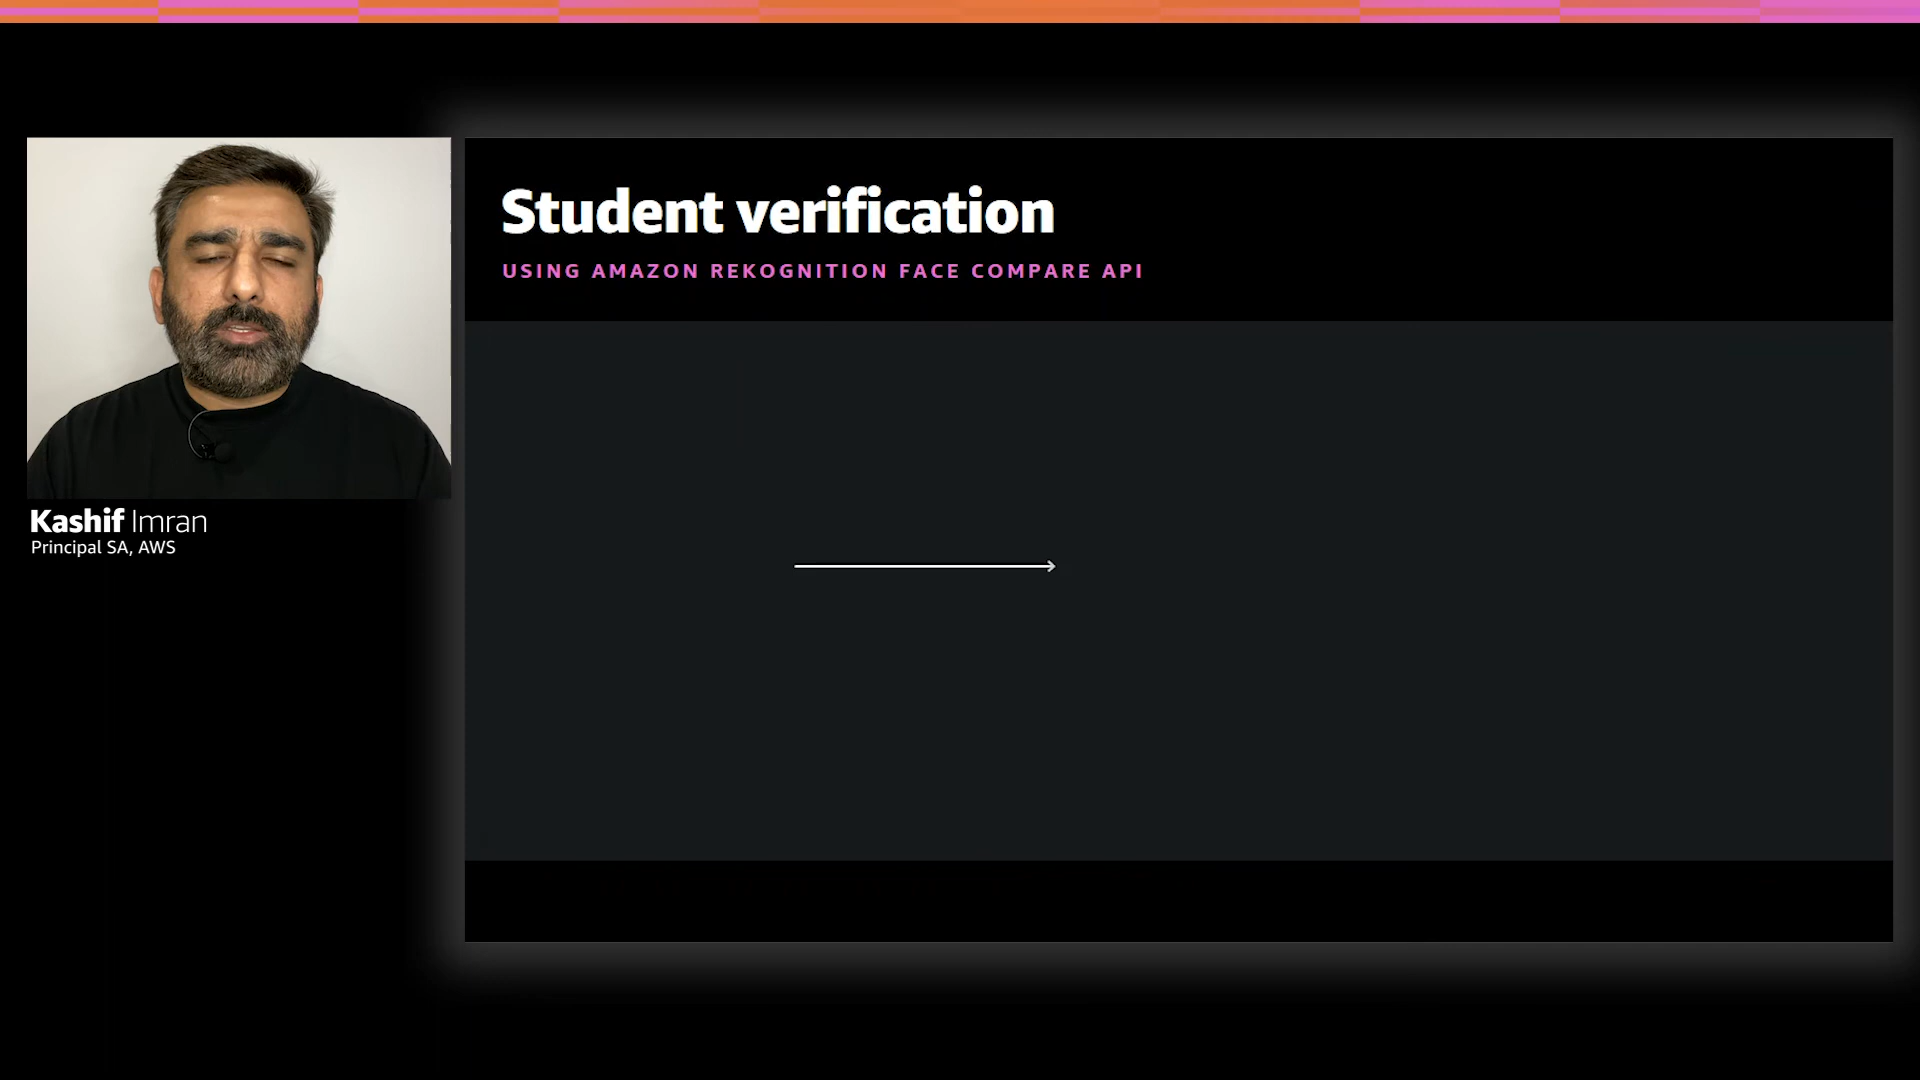 Student verification
USING AMAZON REKOGNITION FACE COMPARE API
Kashif Imran
Principal SA, AWS